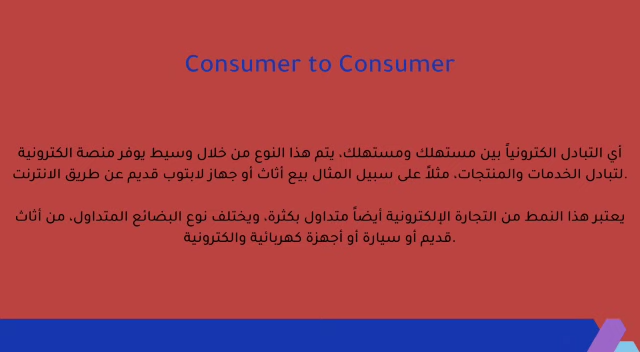 Consumer to Consumer
أي التبادل الكترونياً بين مستهلك ومستهلك، يتم هذا النوع من خلال وسيط يوفر منصة الكترونية
لتبادل الخدمات والمنتجات، مثلاً على سبيل المثال بيع أثاث أو جهاز لابتوب قديم عن طريق الانترنت.
يعتبر هذا النمط من التجارة الإلكترونية أيضاً متداول بكثرة، ويختلف نوع البضائع المتداول، من أثاث
قديم أو سيارة أو أجهزة كهربائية والكترونية.